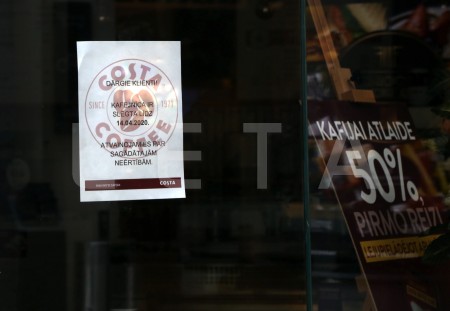 COSTA
COFFEE
SINCE 1971
DĀRGIE KLIENTI!
KAFEJNĪCA IR
SLĒGTA LĪDZ
14.04.2020.
ATVAINOJAMIES PAR
SAGĀDĀTAJĀM
NEĒRTĪBĀM.
COSTA
LETA
KAFIJAI ATLAIDE
50%,
PIRMO REIZI
LEJUPIELĀDĒJOT